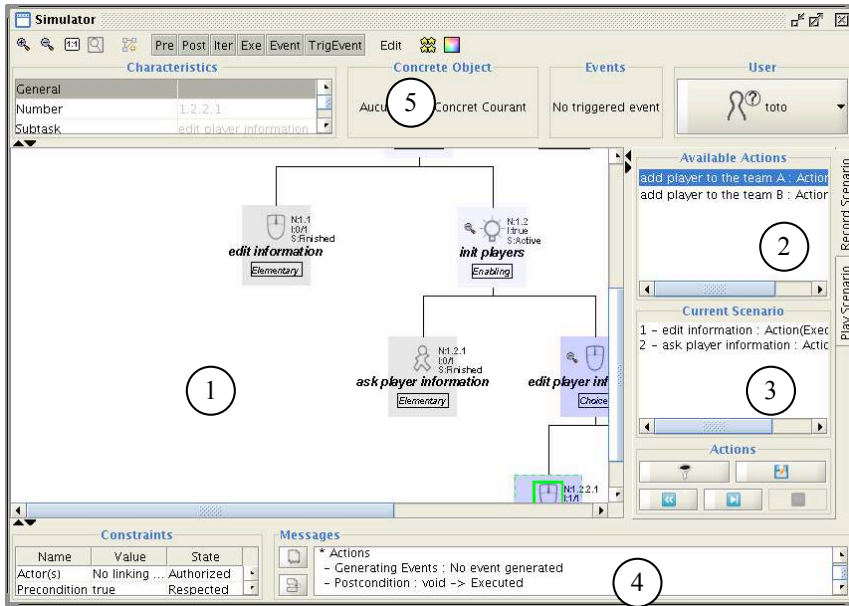 Simulator
1:1 Pre Post Iter Exe Event TrigEvent Edit
Characteristics
General
Number 1.2.2.1
Subtask edit player information
Concrete Object
Aucu Concret Courant
5
Events
No triggered event
User
toto
N:1.1
I:0/1
S:Finished
edit information
Elementary
N:1.2
I:true
S:Active
init players
Enabling
N:1.2.1
I:0/1
S:Finished
ask player information
Elementary
edit player inf
Choice
N:1.2.2.1
I:1/1
1
Available Actions
add player to the team A : Action
add player to the team B : Action
2
Current Scenario
1 - edit information : Action(Exec
2 - ask player information : Actio
3
Actions
Record Scenario
Play Scenario
Constraints
Name Value State
Actor(s) No linking ... Authorized
Precondition true Respected
Messages
* Actions
- Generating Events : No event generated
- Postcondition : void -> Executed
4